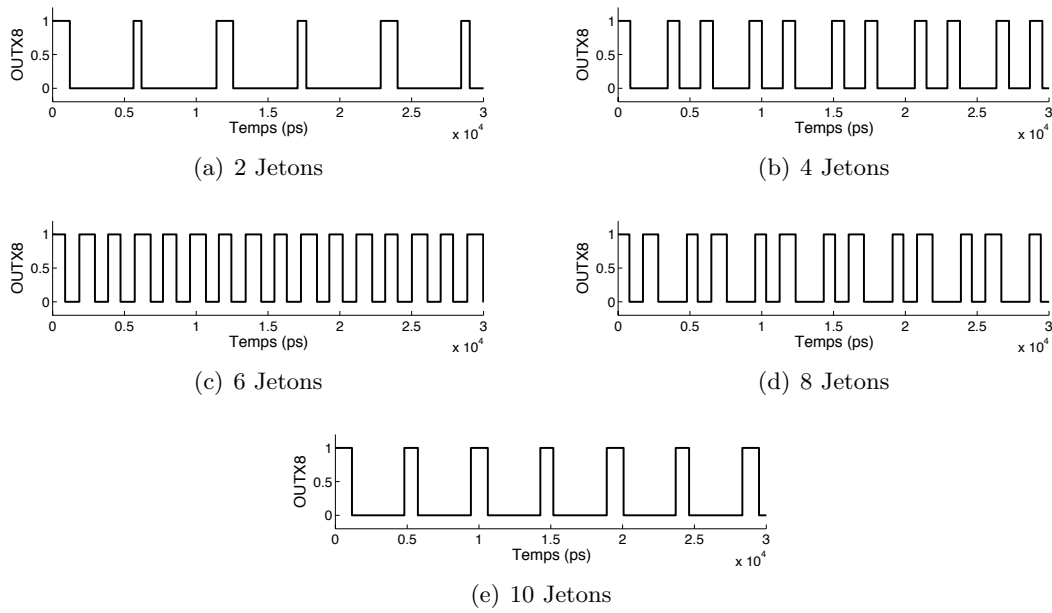 OUTX8
1
0.5
0
0 0.5 1 1.5 2 2.5 3
Temps (ps)
x 10^4
(a) 2 Jetons
OUTX8
1
0.5
0
0 0.5 1 1.5 2 2.5 3
Temps (ps)
x 10^4
(b) 4 Jetons
OUTX8
1
0.5
0
0 0.5 1 1.5 2 2.5 3
Temps (ps)
x 10^4
(c) 6 Jetons
OUTX8
1
0.5
0
0 0.5 1 1.5 2 2.5 3
Temps (ps)
x 10^4
(d) 8 Jetons
OUTX8
1
0.5
0
0 0.5 1 1.5 2 2.5 3
Temps (ps)
x 10^4
(e) 10 Jetons